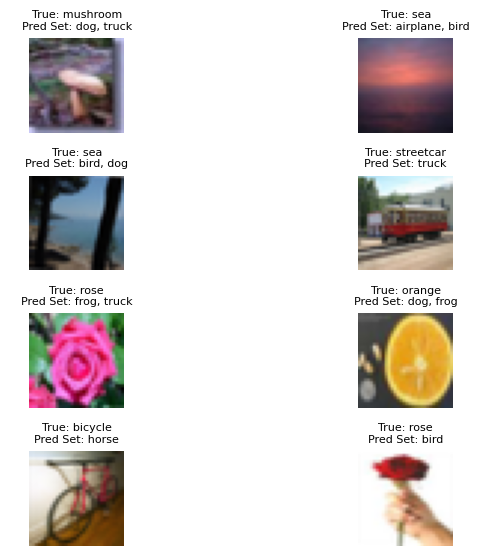 True: mushroom
Pred Set: dog, truck
True: sea
Pred Set: airplane, bird
True: sea
Pred Set: bird, dog
True: streetcar
Pred Set: truck
True: rose
Pred Set: frog, truck
True: orange
Pred Set: dog, frog
True: bicycle
Pred Set: horse
True: rose
Pred Set: bird